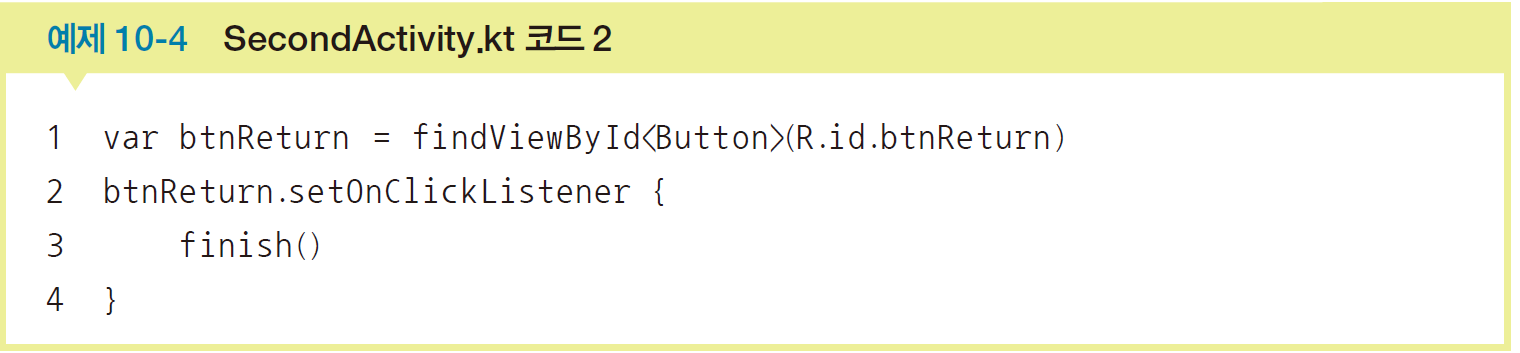 예제 10-4 SecondActivity.kt 코드 2
1 var btnReturn = findViewById<Button>(R.id.btnReturn)
2 btnReturn.setOnClickListener {
3     finish()
4 }